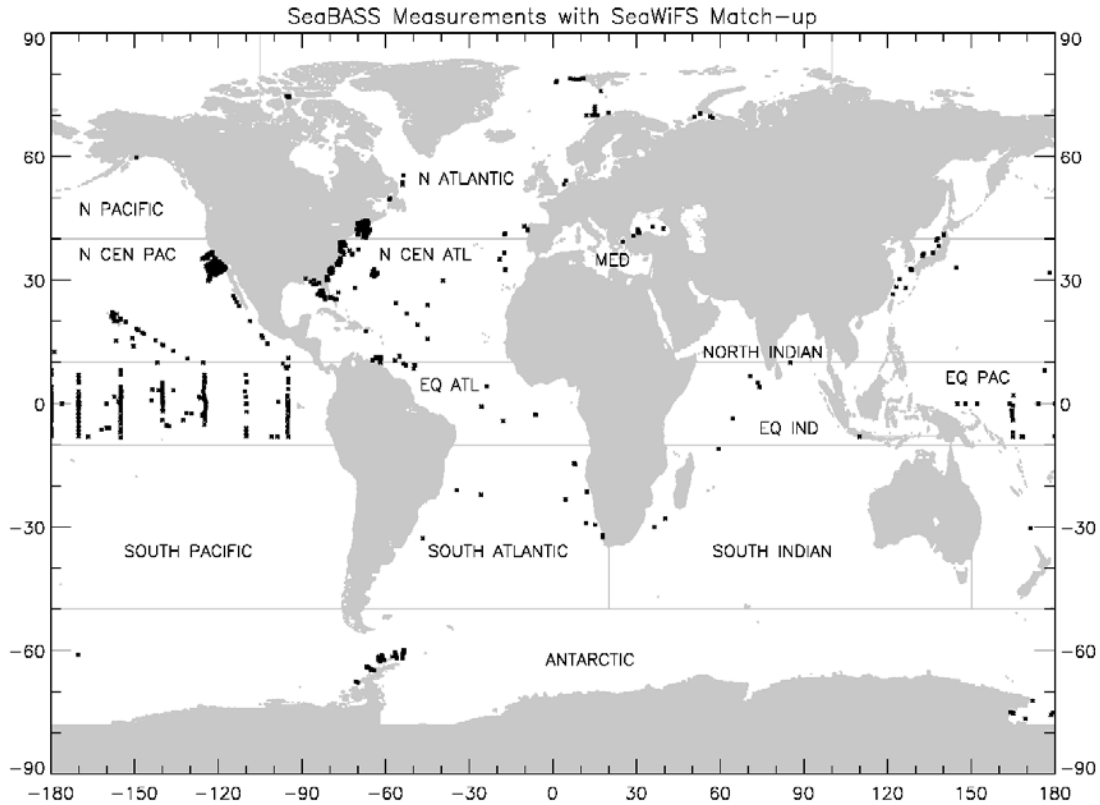 SeaBASS Measurements with SeaWiFS Match-up
90 90
60 N ATLANTIC 60
N PACIFIC
N CEN PAC N CEN ATL
MED
30 30
NORTH INDIAN
EQ ATL EQ PAC
0 0
EQ IND
-30 -30
SOUTH PACIFIC SOUTH ATLANTIC SOUTH INDIAN
-60 ANTARCTIC -60
-90 -90
-180 -150 -120 -90 -60 -30 0 30 60 90 120 150 180